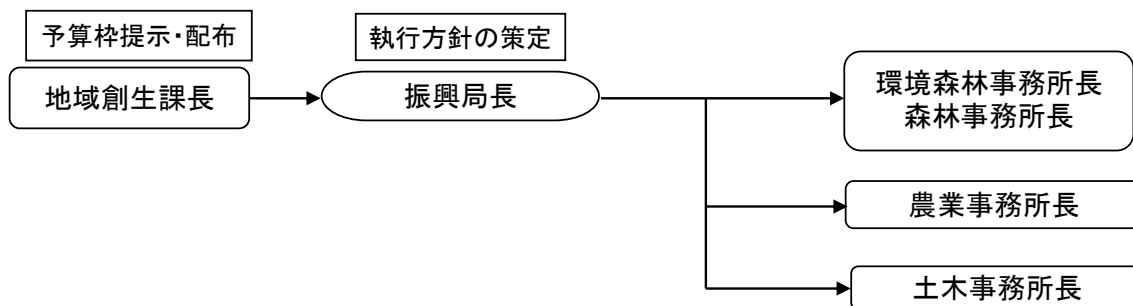 予算枠提示・配布
執行方針の策定
地域創生課長
振興局長
環境森林事務所長
森林事務所長
農業事務所長
土木事務所長